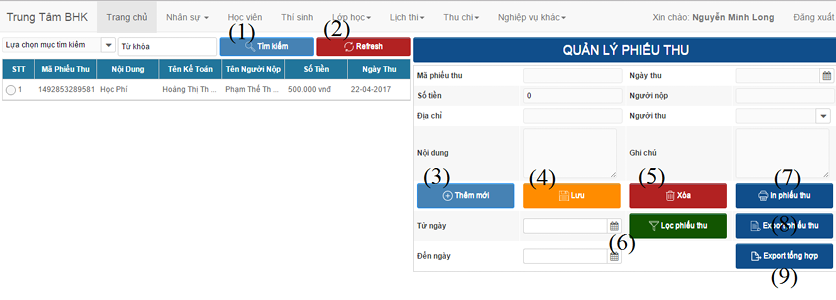 Trung Tâm BHK Trang chủ Nhân sự Học viên Thí sinh Lớp học Lịch thi Thu chi Nghiệp vụ khác Xin chào: Nguyễn Minh Long Đăng xuất
(1) (2)
Lựa chọn mục tìm kiếm Từ khóa Tìm kiếm Refresh
STT Mã Phiếu Thu Nội Dung Tên Kế Toán Tên Người Nộp Số Tiền Ngày Thu
1 1492853289581 Học Phí Hoàng Thị Th ... Phạm Thế Th ... 500.000 vnđ 22-04-2017
QUẢN LÝ PHIẾU THU
Mã phiếu thu Ngày thu
Số tiền 0 Người nộp
Địa chỉ Người thu
Nội dung Ghi chú
(3) (4) (5) (7)
Thêm mới Lưu Xóa In phiếu thu
Từ ngày Lọc phiếu thu Export phiếu thu
(6) (8)
Đến ngày Export tổng hợp
(9)